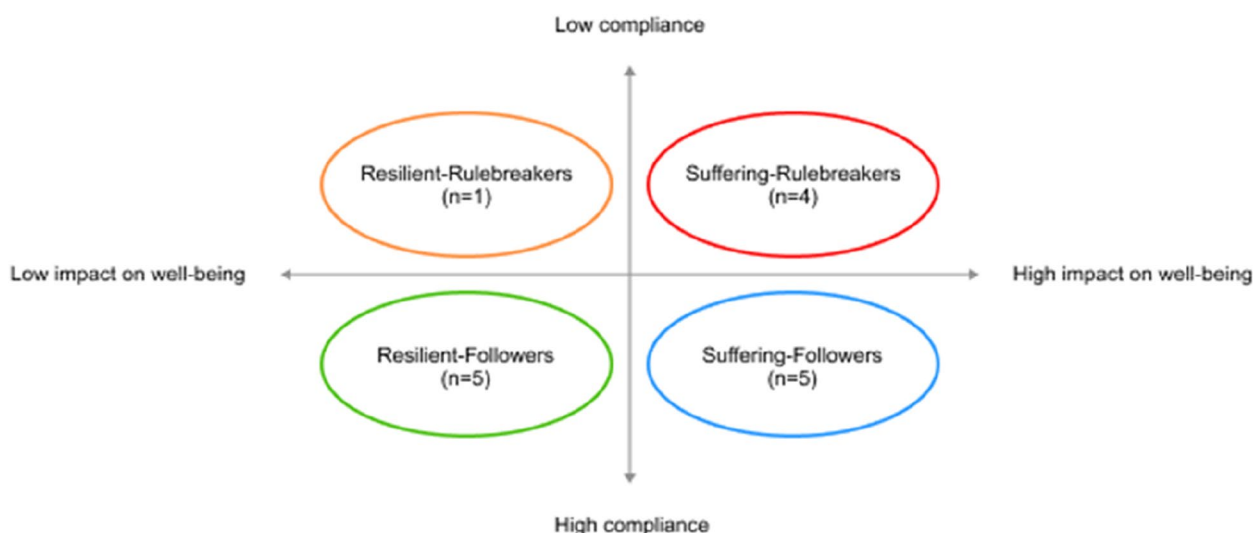 Low compliance
Resilient-Rulebreakers
(n=1)
Suffering-Rulebreakers
(n=4)
Low impact on well-being
High impact on well-being
Resilient-Followers
(n=5)
Suffering-Followers
(n=5)
High compliance